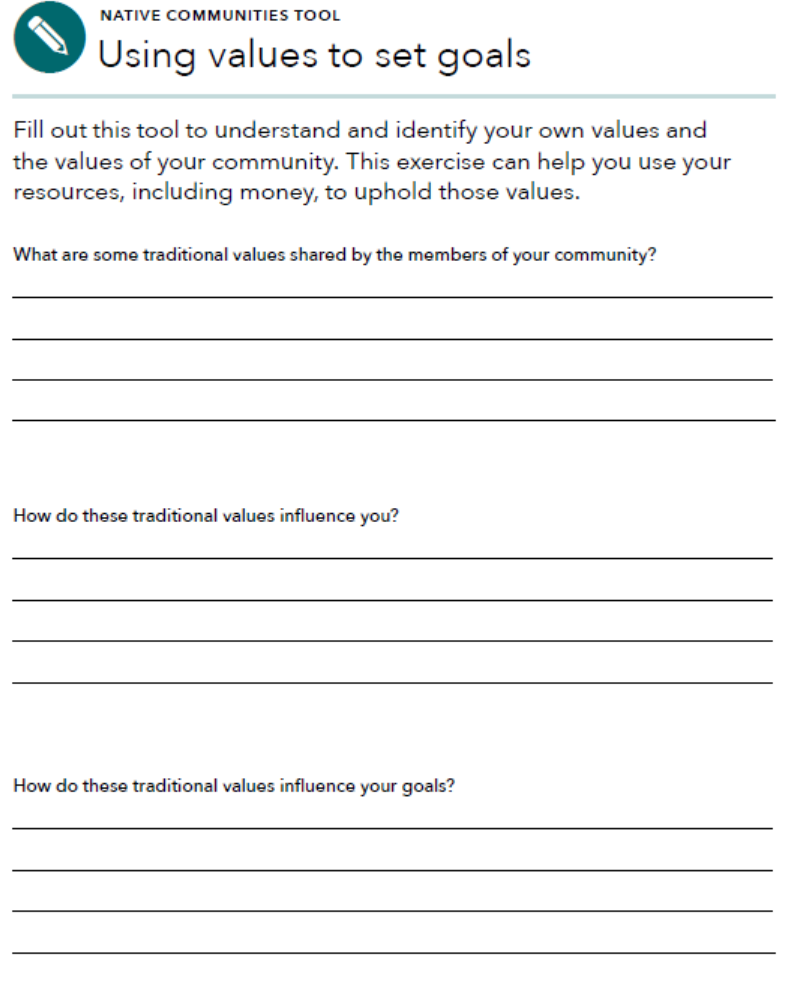 NATIVE COMMUNITIES TOOL
Using values to set goals
Fill out this tool to understand and identify your own values and
the values of your community. This exercise can help you use your
resources, including money, to uphold those values.
What are some traditional values shared by the members of your community?
How do these traditional values influence you?
How do these traditional values influence your goals?